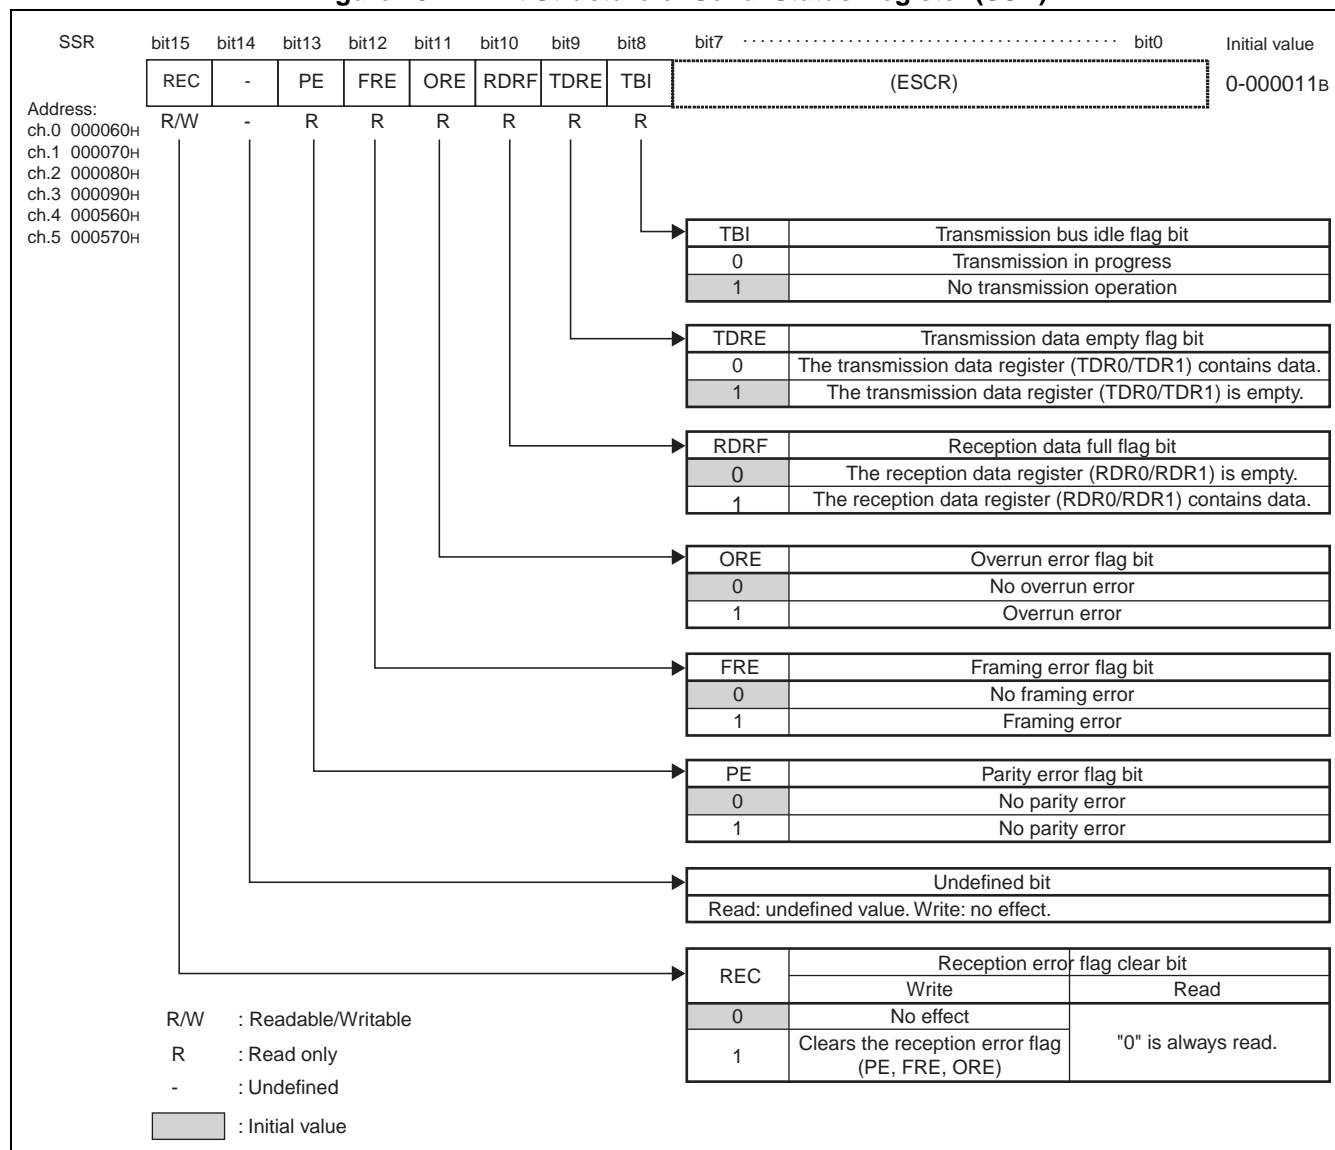 SSR bit15 bit14 bit13 bit12 bit11 bit10 bit9 bit8 bit7 bit0 Initial value
REC - PE FRE ORE RDRF TDRE TBI (ESCR) 0-000011B
R/W - R R R R R R
Address:
ch.0 000060H
ch.1 000070H
ch.2 000080H
ch.3 000090H
ch.4 000560H
ch.5 000570H
TBI Transmission bus idle flag bit
0 Transmission in progress
1 No transmission operation
TDRE Transmission data empty flag bit
0 The transmission data register (TDR0/TDR1) contains data.
1 The transmission data register (TDR0/TDR1) is empty.
RDRF Reception data full flag bit
0 The reception data register (RDR0/RDR1) is empty.
1 The reception data register (RDR0/RDR1) contains data.
ORE Overrun error flag bit
0 No overrun error
1 Overrun error
FRE Framing error flag bit
0 No framing error
1 Framing error
PE Parity error flag bit
0 No parity error
1 No parity error
Undefined bit
Read: undefined value. Write: no effect.
REC Reception error flag clear bit
Write Read
0 No effect "0" is always read.
1 Clears the reception error flag
(PE, FRE, ORE)
R/W : Readable/Writable
R : Read only
- : Undefined
: Initial value